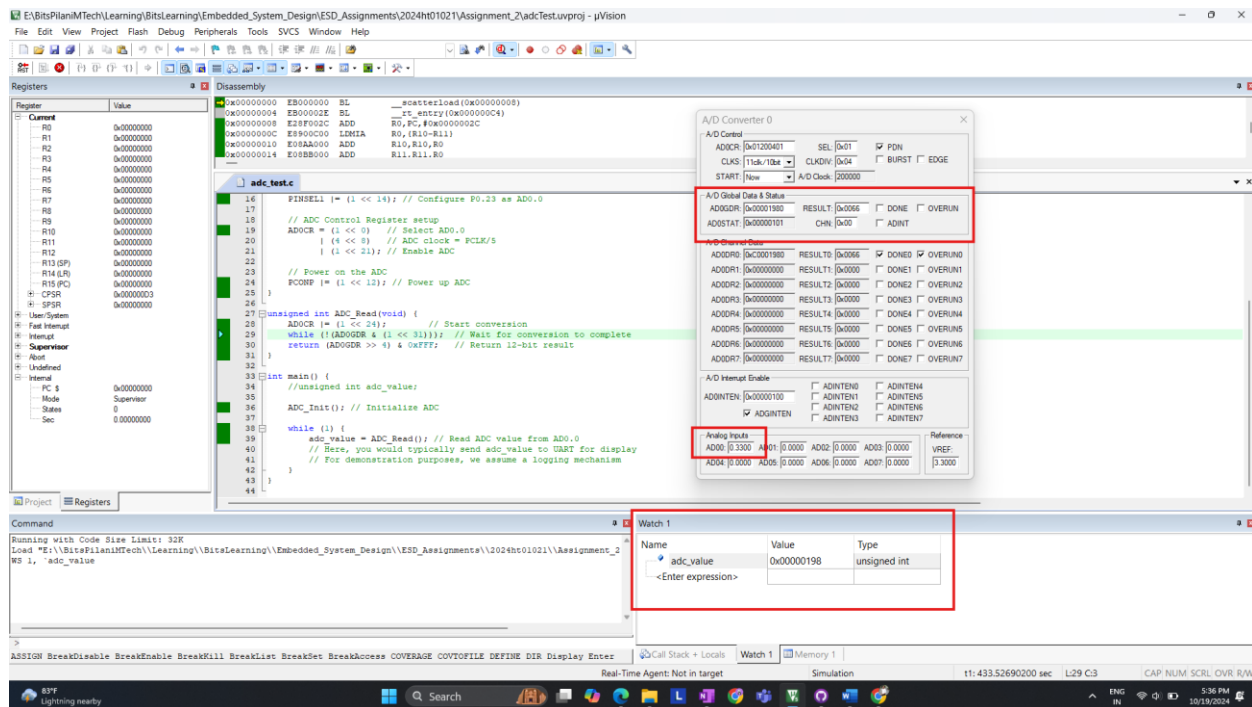 E:\BitsPilaniMTech\Learning\BitsLearning\Embedded_System_Design\ESD_Assignments\2024ht01021\Assignment_2\adcTest.uvproj - µVision
File Edit View Project Flash Debug Peripherals Tools SVCS Window Help
Registers
Register Value
Current
R0 0x00000000
R1 0x00000000
R2 0x00000000
R3 0x00000000
R4 0x00000000
R5 0x00000000
R6 0x00000000
R7 0x00000000
R8 0x00000000
R9 0x00000000
R10 0x00000000
R11 0x00000000
R12 0x00000000
R13 (SP) 0x00000000
R14 (LR) 0x00000000
R15 (PC) 0x00000000
CPSR 0x000000D3
SPSR 0x00000000
User/System
Fast Interrupt
Interrupt
Supervisor
Abort
Undefined
Internal
PC $ 0x00000000
Mode Supervisor
States 0
Sec 0.00000000
Project Registers
Disassembly
0x00000000 EB000000 BL __scatterload(0x00000008)
0x00000004 EB00002E BL __rt_entry(0x000000C4)
0x00000008 E28F002C ADD R0,PC,#0x0000002C
0x0000000C E8900C00 LDMIA R0,{R10-R11}
0x00000010 E08AA000 ADD R10,R10,R0
0x00000014 E08BB000 ADD R11,R11,R0
adc_test.c
16 PINSEL1 |= (1 << 14); // Configure P0.23 as AD0.0
17
18 // ADC Control Register setup
19 AD0CR = (1 << 0) // Select AD0.0
20 | (4 << 8) // ADC clock = PCLK/5
21 | (1 << 21); // Enable ADC
22
23 // Power on the ADC
24 PCONP |= (1 << 12); // Power up ADC
25 }
26
27 unsigned int ADC_Read(void) {
28 AD0CR |= (1 << 24); // Start conversion
29 while (!(AD0GDR & (1 << 31))); // Wait for conversion to complete
30 return (AD0GDR >> 4) & 0xFFF; // Return 12-bit result
31 }
32
33 int main() {
34 //unsigned int adc_value;
35
36 ADC_Init(); // Initialize ADC
37
38 while (1) {
39 adc_value = ADC_Read(); // Read ADC value from AD0.0
40 // Here, you would typically send adc_value to UART for display
41 // For demonstration purposes, we assume a logging mechanism
42 }
43 }
44
A/D Converter 0
A/D Control
AD0CR: 0x01200401 SEL: 0x01 PDN
CLKS: 11clk/10bit CLKDIV: 0x04 BURST EDGE
START: Now A/D Clock: 200000
A/D Global Data & Status
AD0GDR: 0x00001980 RESULT: 0x0066 DONE OVERUN
AD0STAT: 0x00000101 CHN: 0x00 ADINT
A/D Channel Data
AD0DR0: 0xC0001980 RESULT0: 0x0066 DONE0 OVERUN0
AD0DR1: 0x00000000 RESULT1: 0x0000 DONE1 OVERUN1
AD0DR2: 0x00000000 RESULT2: 0x0000 DONE2 OVERUN2
AD0DR3: 0x00000000 RESULT3: 0x0000 DONE3 OVERUN3
AD0DR4: 0x00000000 RESULT4: 0x0000 DONE4 OVERUN4
AD0DR5: 0x00000000 RESULT5: 0x0000 DONE5 OVERUN5
AD0DR6: 0x00000000 RESULT6: 0x0000 DONE6 OVERUN6
AD0DR7: 0x00000000 RESULT7: 0x0000 DONE7 OVERUN7
A/D Interrupt Enable
ADINTEN0 ADINTEN4
AD0INTEN: 0x00000100 ADINTEN1 ADINTEN5
ADINTEN2 ADINTEN6
ADGINTEN ADINTEN3 ADINTEN7
Analog Inputs Reference
AD00: 0.3300 AD01: 0.0000 AD02: 0.0000 AD03: 0.0000 VREF:
AD04: 0.0000 AD05: 0.0000 AD06: 0.0000 AD07: 0.0000 3.3000
Command
Running with Code Size Limit: 32K
Load "E:\\BitsPilaniMTech\\Learning\\BitsLearning\\Embedded_System_Design\\ESD_Assignments\\2024ht01021\\Assignment_2
WS 1, `adc_value
>
ASSIGN BreakDisable BreakEnable BreakKill BreakList BreakSet BreakAccess COVERAGE COVTOFILE DEFINE DIR Display Enter
Watch 1
Name Value Type
adc_value 0x00000198 unsigned int
<Enter expression>
Call Stack + Locals Watch 1 Memory 1
Real-Time Agent: Not in target Simulation t1: 433.52690200 sec L:29 C:3 CAP NUM SCRL OVR R/W
83°F
Lightning nearby
Search
ENG
IN
5:36 PM
10/19/2024